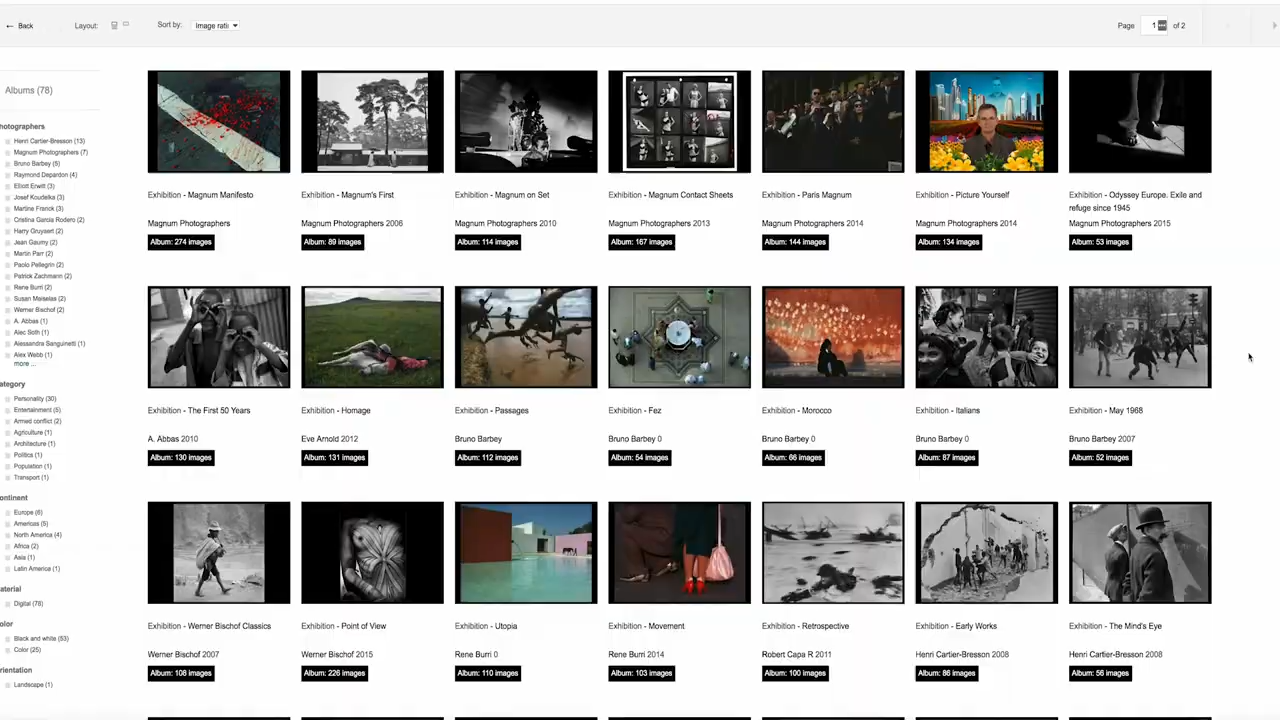 ← Back
Layout:
Sort by:
Image rati
Page
1
of 2
Albums (78)
hotographers
Henri Cartier-Bresson (13)
Magnum Photographers (7)
Bruno Barbey (5)
Raymond Depardon (4)
Elliott Erwitt (3)
Josef Koudelka (3)
Martine Franck (3)
Cristina Garcia Rodero (2)
Harry Gruyaert (2)
Jean Gaumy (2)
Martin Parr (2)
Paolo Pellegrin (2)
Patrick Zachmann (2)
Rene Burri (2)
Susan Meiselas (2)
Werner Bischof (2)
A. Abbas (1)
Alec Soth (1)
Alessandra Sanguinetti (1)
Alex Webb (1)
more ...
ategory
Personality (30)
Entertainment (5)
Armed conflict (2)
Agriculture (1)
Architecture (1)
Politics (1)
Population (1)
Transport (1)
ontinent
Europe (6)
Americas (5)
North America (4)
Africa (2)
Asia (1)
Latin America (1)
aterial
Digital (78)
olor
Black and white (53)
Color (25)
rientation
Landscape (1)
Exhibition - Magnum Manifesto
Magnum Photographers
Album: 274 images
Exhibition - Magnum's First
Magnum Photographers 2006
Album: 89 images
Exhibition - Magnum on Set
Magnum Photographers 2010
Album: 114 images
Exhibition - Magnum Contact Sheets
Magnum Photographers 2013
Album: 167 images
Exhibition - Paris Magnum
Magnum Photographers 2014
Album: 144 images
Exhibition - Picture Yourself
Magnum Photographers 2014
Album: 134 images
Exhibition - Odyssey Europe. Exile and
refuge since 1945
Magnum Photographers 2015
Album: 53 images
Exhibition - The First 50 Years
A. Abbas 2010
Album: 130 images
Exhibition - Homage
Eve Arnold 2012
Album: 131 images
Exhibition - Passages
Bruno Barbey
Album: 112 images
Exhibition - Fez
Bruno Barbey 0
Album: 54 images
Exhibition - Morocco
Bruno Barbey 0
Album: 66 images
Exhibition - Italians
Bruno Barbey 0
Album: 87 images
Exhibition - May 1968
Bruno Barbey 2007
Album: 52 images
Exhibition - Werner Bischof Classics
Werner Bischof 2007
Album: 108 images
Exhibition - Point of View
Werner Bischof 2015
Album: 226 images
Exhibition - Utopia
Rene Burri 0
Album: 110 images
Exhibition - Movement
Rene Burri 2014
Album: 103 images
Exhibition - Retrospective
Robert Capa R 2011
Album: 100 images
Exhibition - Early Works
Henri Cartier-Bresson 2008
Album: 86 images
Exhibition - The Mind's Eye
Henri Cartier-Bresson 2008
Album: 56 images